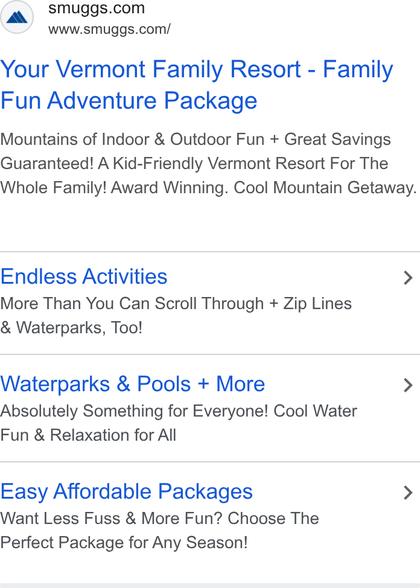 smuggs.com
www.smuggs.com/
Your Vermont Family Resort - Family
Fun Adventure Package
Mountains of Indoor & Outdoor Fun + Great Savings
Guaranteed! A Kid-Friendly Vermont Resort For The
Whole Family! Award Winning. Cool Mountain Getaway.
Endless Activities
More Than You Can Scroll Through + Zip Lines
& Waterparks, Too!
Waterparks & Pools + More
Absolutely Something for Everyone! Cool Water
Fun & Relaxation for All
Easy Affordable Packages
Want Less Fuss & More Fun? Choose The
Perfect Package for Any Season!